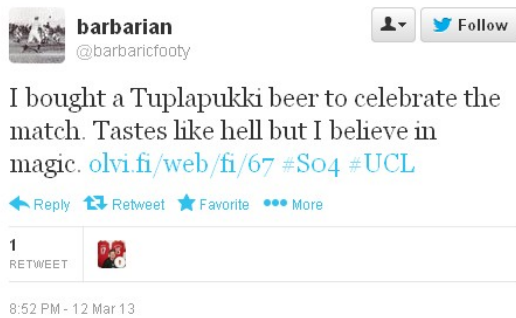 barbarian
@barbaricfooty
Follow
I bought a Tuplapukki beer to celebrate the
match. Tastes like hell but I believe in
magic. olvi.fi/web/fi/67 #S04 #UCL
Reply Retweet Favorite More
1
RETWEET
8:52 PM - 12 Mar 13